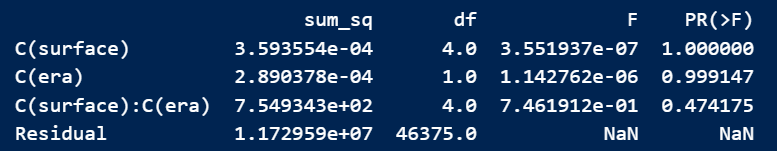 sum_sq df F PR(>F)
C(surface) 3.593554e-04 4.0 3.551937e-07 1.000000
C(era) 2.890378e-04 1.0 1.142762e-06 0.999147
C(surface):C(era) 7.549343e+02 4.0 7.461912e-01 0.474175
Residual 1.172959e+07 46375.0 NaN NaN